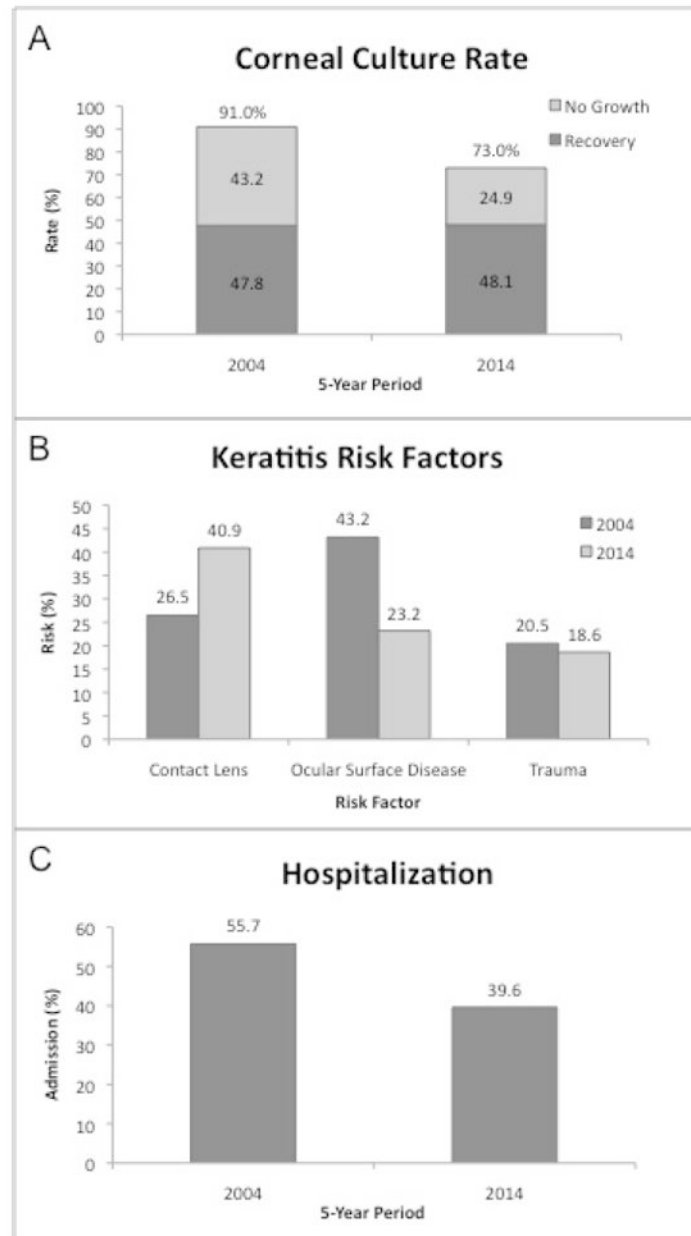 A
Corneal Culture Rate
91.0%
73.0%
No Growth
Recovery
100
90
80
70
60
50
40
30
20
10
0
Rate (%)
43.2
47.8
24.9
48.1
2004
2014
5-Year Period
B
Keratitis Risk Factors
50
45
40
35
30
25
20
15
10
5
0
Risk (%)
26.5
40.9
43.2
23.2
20.5
18.6
2004
2014
Contact Lens
Ocular Surface Disease
Trauma
Risk Factor
C
Hospitalization
60
50
40
30
20
10
0
Admission (%)
55.7
39.6
2004
2014
5-Year Period